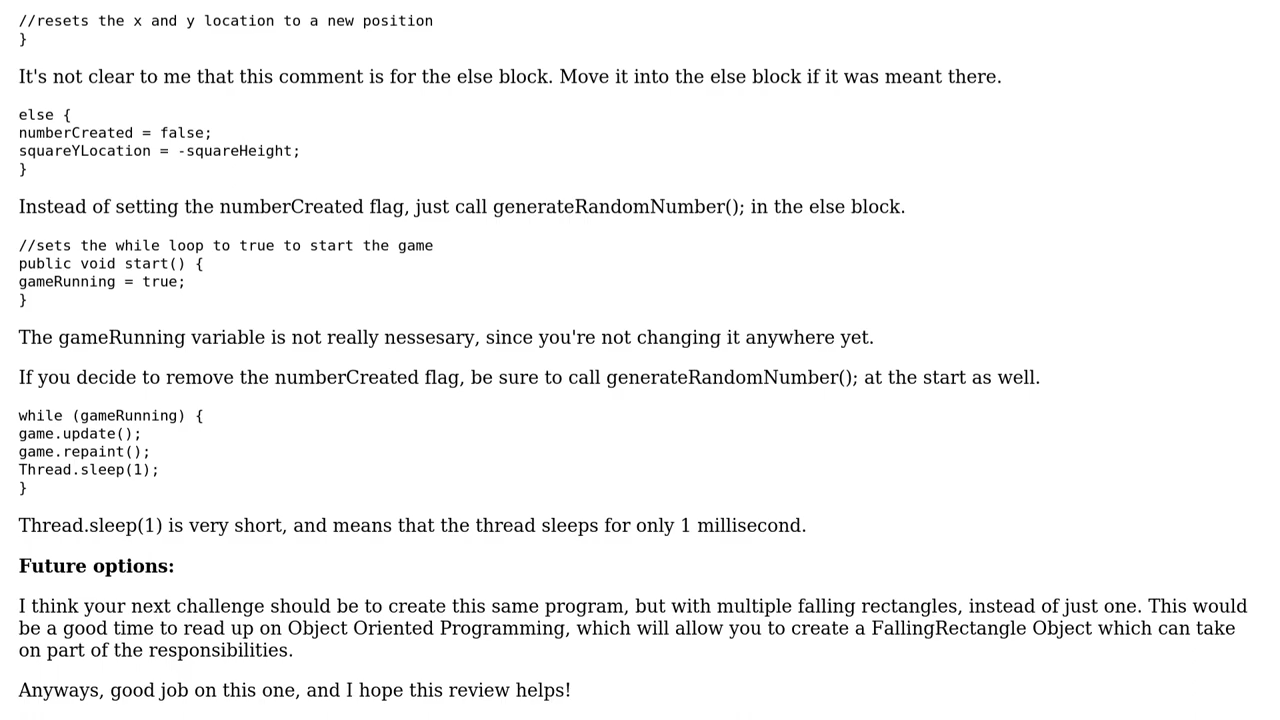 //resets the x and y location to a new position
}
It's not clear to me that this comment is for the else block. Move it into the else block if it was meant there.
else {
numberCreated = false;
squareYLocation = -squareHeight;
}
Instead of setting the numberCreated flag, just call generateRandomNumber(); in the else block.
//sets the while loop to true to start the game
public void start() {
gameRunning = true;
}
The gameRunning variable is not really nessesary, since you're not changing it anywhere yet.
If you decide to remove the numberCreated flag, be sure to call generateRandomNumber(); at the start as well.
while (gameRunning) {
game.update();
game.repaint();
Thread.sleep(1);
}
Thread.sleep(1) is very short, and means that the thread sleeps for only 1 millisecond.
Future options:
I think your next challenge should be to create this same program, but with multiple falling rectangles, instead of just one. This would
be a good time to read up on Object Oriented Programming, which will allow you to create a FallingRectangle Object which can take
on part of the responsibilities.
Anyways, good job on this one, and I hope this review helps!